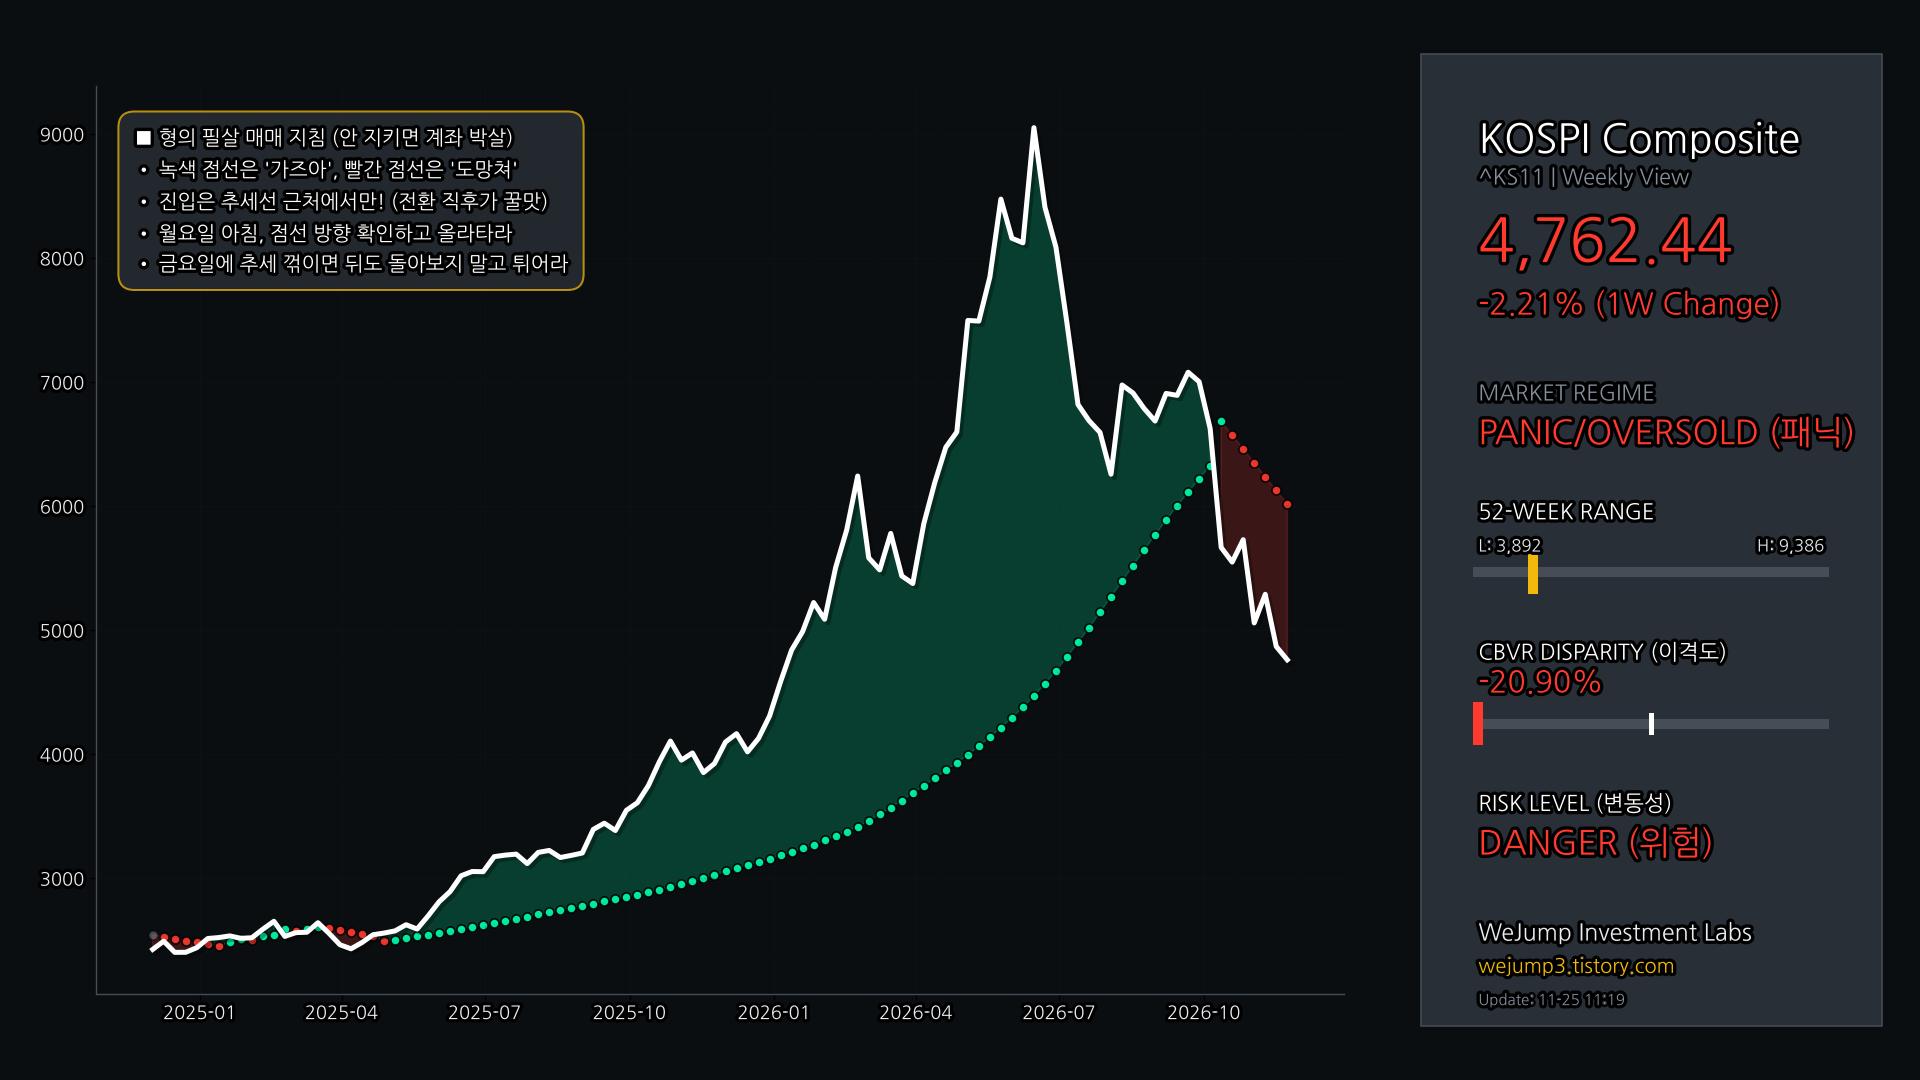 ■ 형의 필살 매매 지침 (안 지키면 계좌 박살)
• 녹색 점선은 '가즈아', 빨간 점선은 '도망쳐'
• 진입은 추세선 근처에서만! (전환 직후가 꿀맛)
• 월요일 아침, 점선 방향 확인하고 올라타라
• 금요일에 추세 꺾이면 뒤도 돌아보지 말고 튀어라
9000
8000
7000
6000
5000
4000
3000
2025-01
2025-04
2025-07
2025-10
2026-01
2026-04
2026-07
2026-10
KOSPI Composite
^KS11 | Weekly View
4,762.44
-2.21% (1W Change)
MARKET REGIME
PANIC/OVERSOLD (패닉)
52-WEEK RANGE
L: 3,892
H: 9,386
CBVR DISPARITY (이격도)
-20.90%
RISK LEVEL (변동성)
DANGER (위험)
WeJump Investment Labs
wejump3.tistory.com
Update: 11-25 11:19